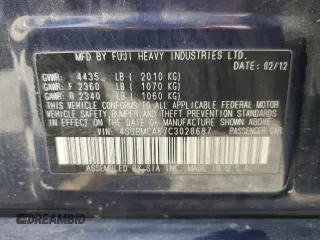 MFD BY FUJI HEAVY INDUSTRIES LTD.
DATE: 02/12
GVWR: 4435 LB ( 2010 KG)
GAWR: F 2360 LB ( 1070 KG)
GAWR: R 2340 LB ( 1060 KG)
THIS VEHICLE CONFORMS TO ALL APPLICABLE FEDERAL MOTOR
VEHICLE SAFETY, BUMPER, AND THEFT PREVENTION STANDARDS
IN EFFECT ON THE DATE OF MANUFACTURE SHOWN ABOVE.
VIN: 4S3BMCA67C3028687 PASSENGER CAR
ASSEMBLED BY SIA INC. MADE IN U.S.A.
DREAMBID